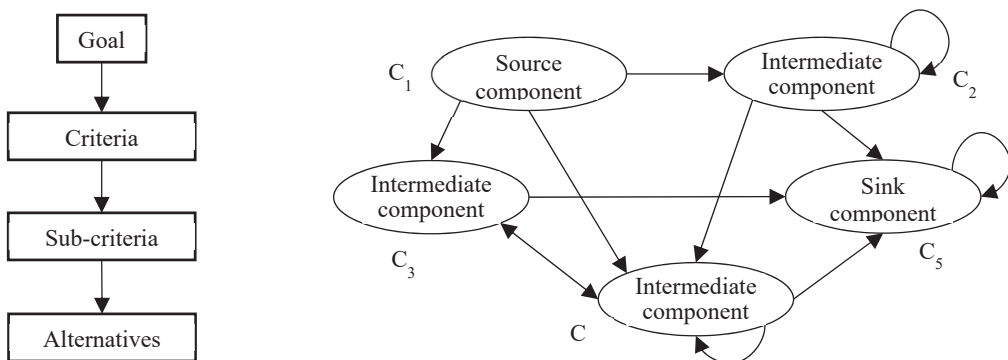 Goal
Criteria
Sub-criteria
Alternatives
C1
Source
component
Intermediate
component
C2
Intermediate
component
C3
Sink
component
C5
Intermediate
component
C